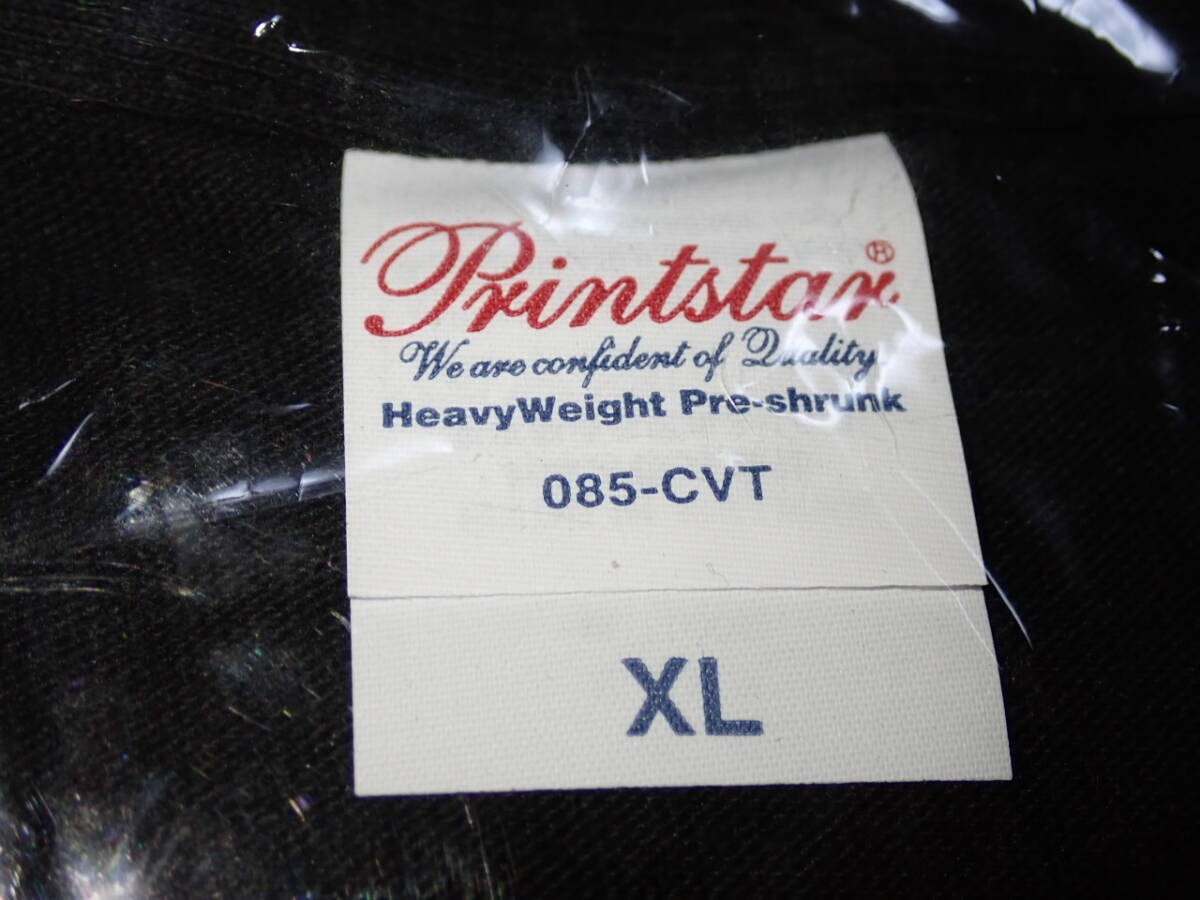 Printstar®
We are confident of Quality.
HeavyWeight Pre-shrunk
085-CVT
XL